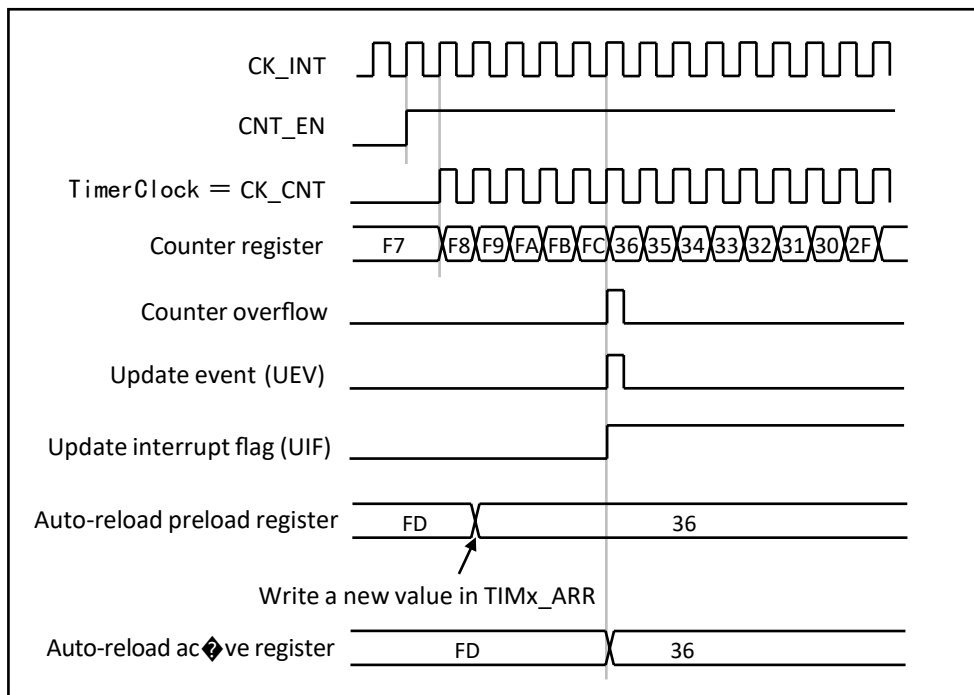 CK_INT
CNT_EN
TimerClock = CK_CNT
Counter register F7 F8 F9 FA FB FC 36 35 34 33 32 31 30 2F
Counter overflow
Update event (UEV)
Update interrupt flag (UIF)
Auto-reload preload register FD 36
Write a new value in TIMx_ARR
Auto-reload ac�ve register FD 36